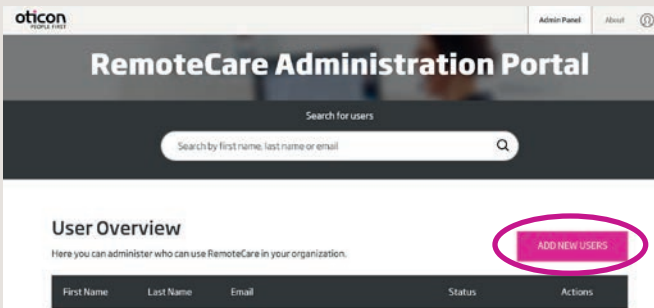 oticon
PEOPLE FIRST
Admin Panel About
RemoteCare Administration Portal
Search for users
Search by first name, last name or email
User Overview
Here you can administer who can use RemoteCare in your organization.
ADD NEW USERS
First Name Last Name Email Status Actions